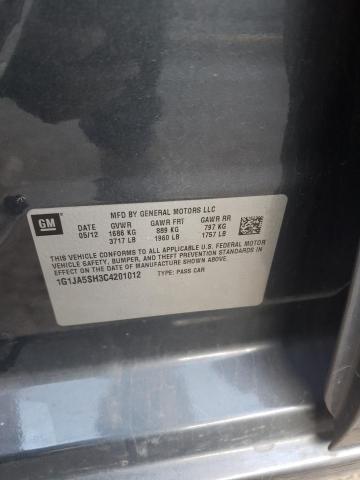 GM
MFD BY GENERAL MOTORS LLC
DATE GVWR GAWR FRT GAWR RR
05/12 1686 KG 889 KG 797 KG
3717 LB 1960 LB 1757 LB
THIS VEHICLE CONFORMS TO ALL APPLICABLE U.S. FEDERAL MOTOR
VEHICLE SAFETY, BUMPER, AND THEFT PREVENTION STANDARDS IN
EFFECT ON THE DATE OF MANUFACTURE SHOWN ABOVE.
1G1JA5SH3C4201012 TYPE: PASS CAR